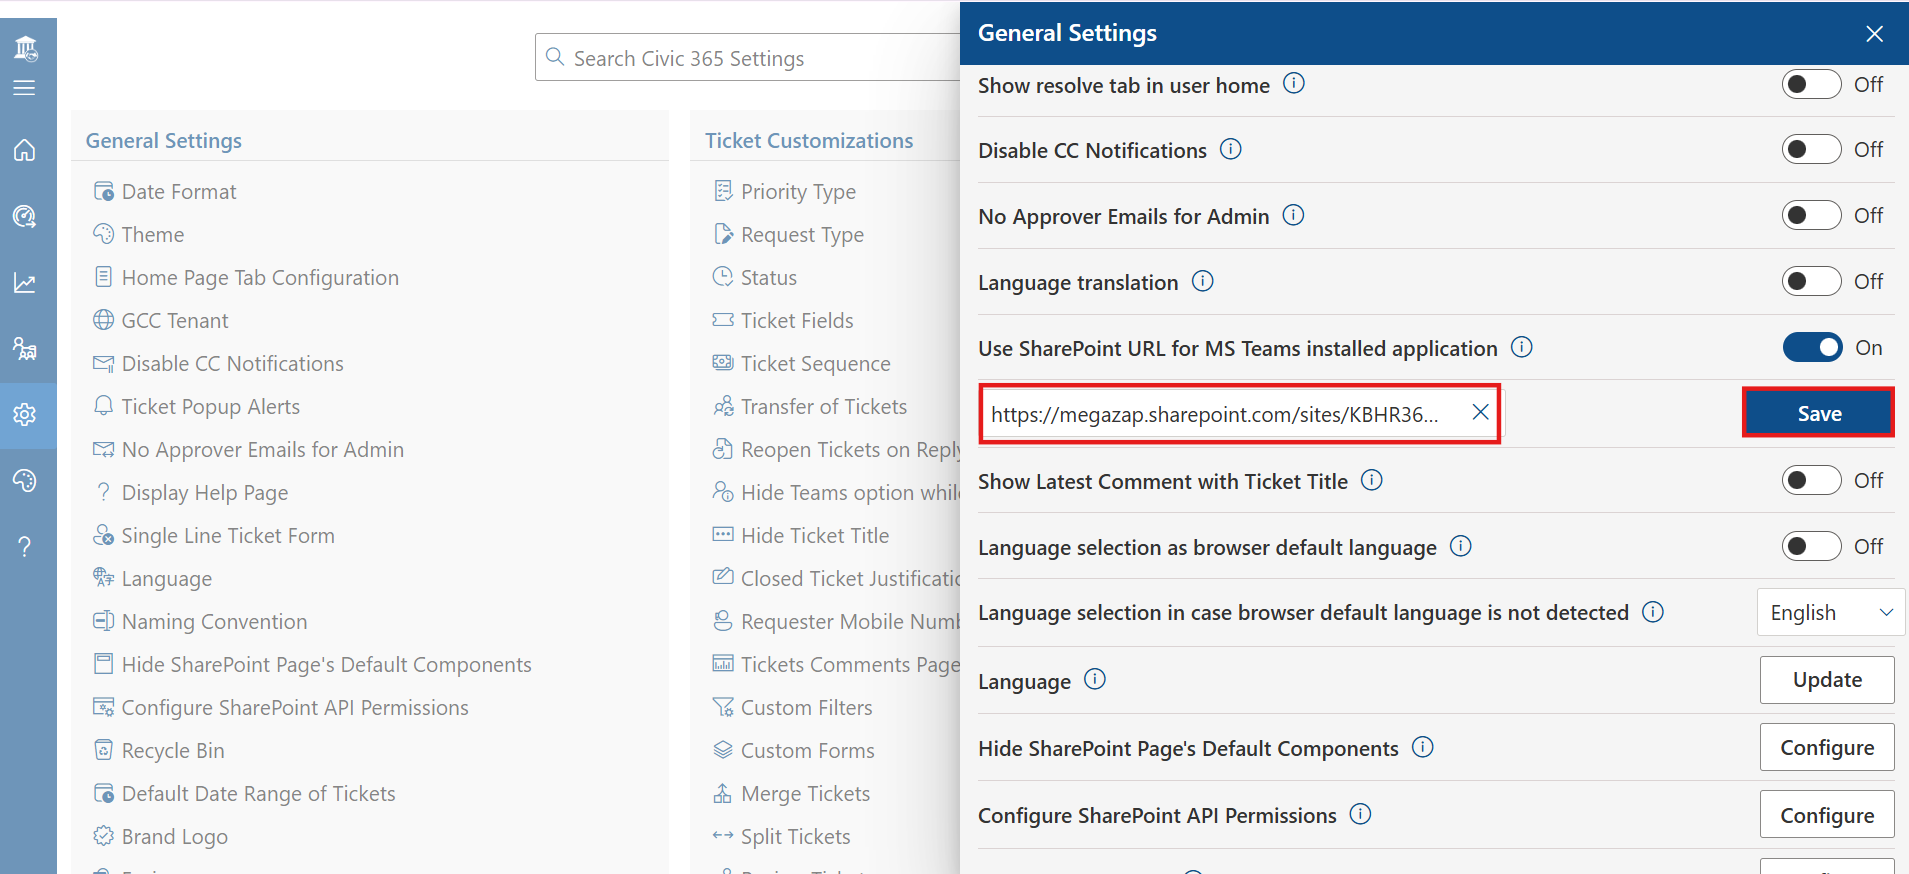 Search Civic 365 Settings
General Settings
Date Format
Theme
Home Page Tab Configuration
GCC Tenant
Disable CC Notifications
Ticket Popup Alerts
No Approver Emails for Admin
Display Help Page
Single Line Ticket Form
Language
Naming Convention
Hide SharePoint Page's Default Components
Configure SharePoint API Permissions
Recycle Bin
Default Date Range of Tickets
Brand Logo
Ticket Customizations
Priority Type
Request Type
Status
Ticket Fields
Ticket Sequence
Transfer of Tickets
Reopen Tickets on Reply
Hide Teams option while
Hide Ticket Title
Closed Ticket Justificatio
Requester Mobile Numb
Tickets Comments Page
Custom Filters
Custom Forms
Merge Tickets
Split Tickets
General Settings
Show resolve tab in user home Off
Disable CC Notifications Off
No Approver Emails for Admin Off
Language translation Off
Use SharePoint URL for MS Teams installed application On
https://megazap.sharepoint.com/sites/KBHR36... Save
Show Latest Comment with Ticket Title Off
Language selection as browser default language Off
Language selection in case browser default language is not detected English
Language Update
Hide SharePoint Page's Default Components Configure
Configure SharePoint API Permissions Configure